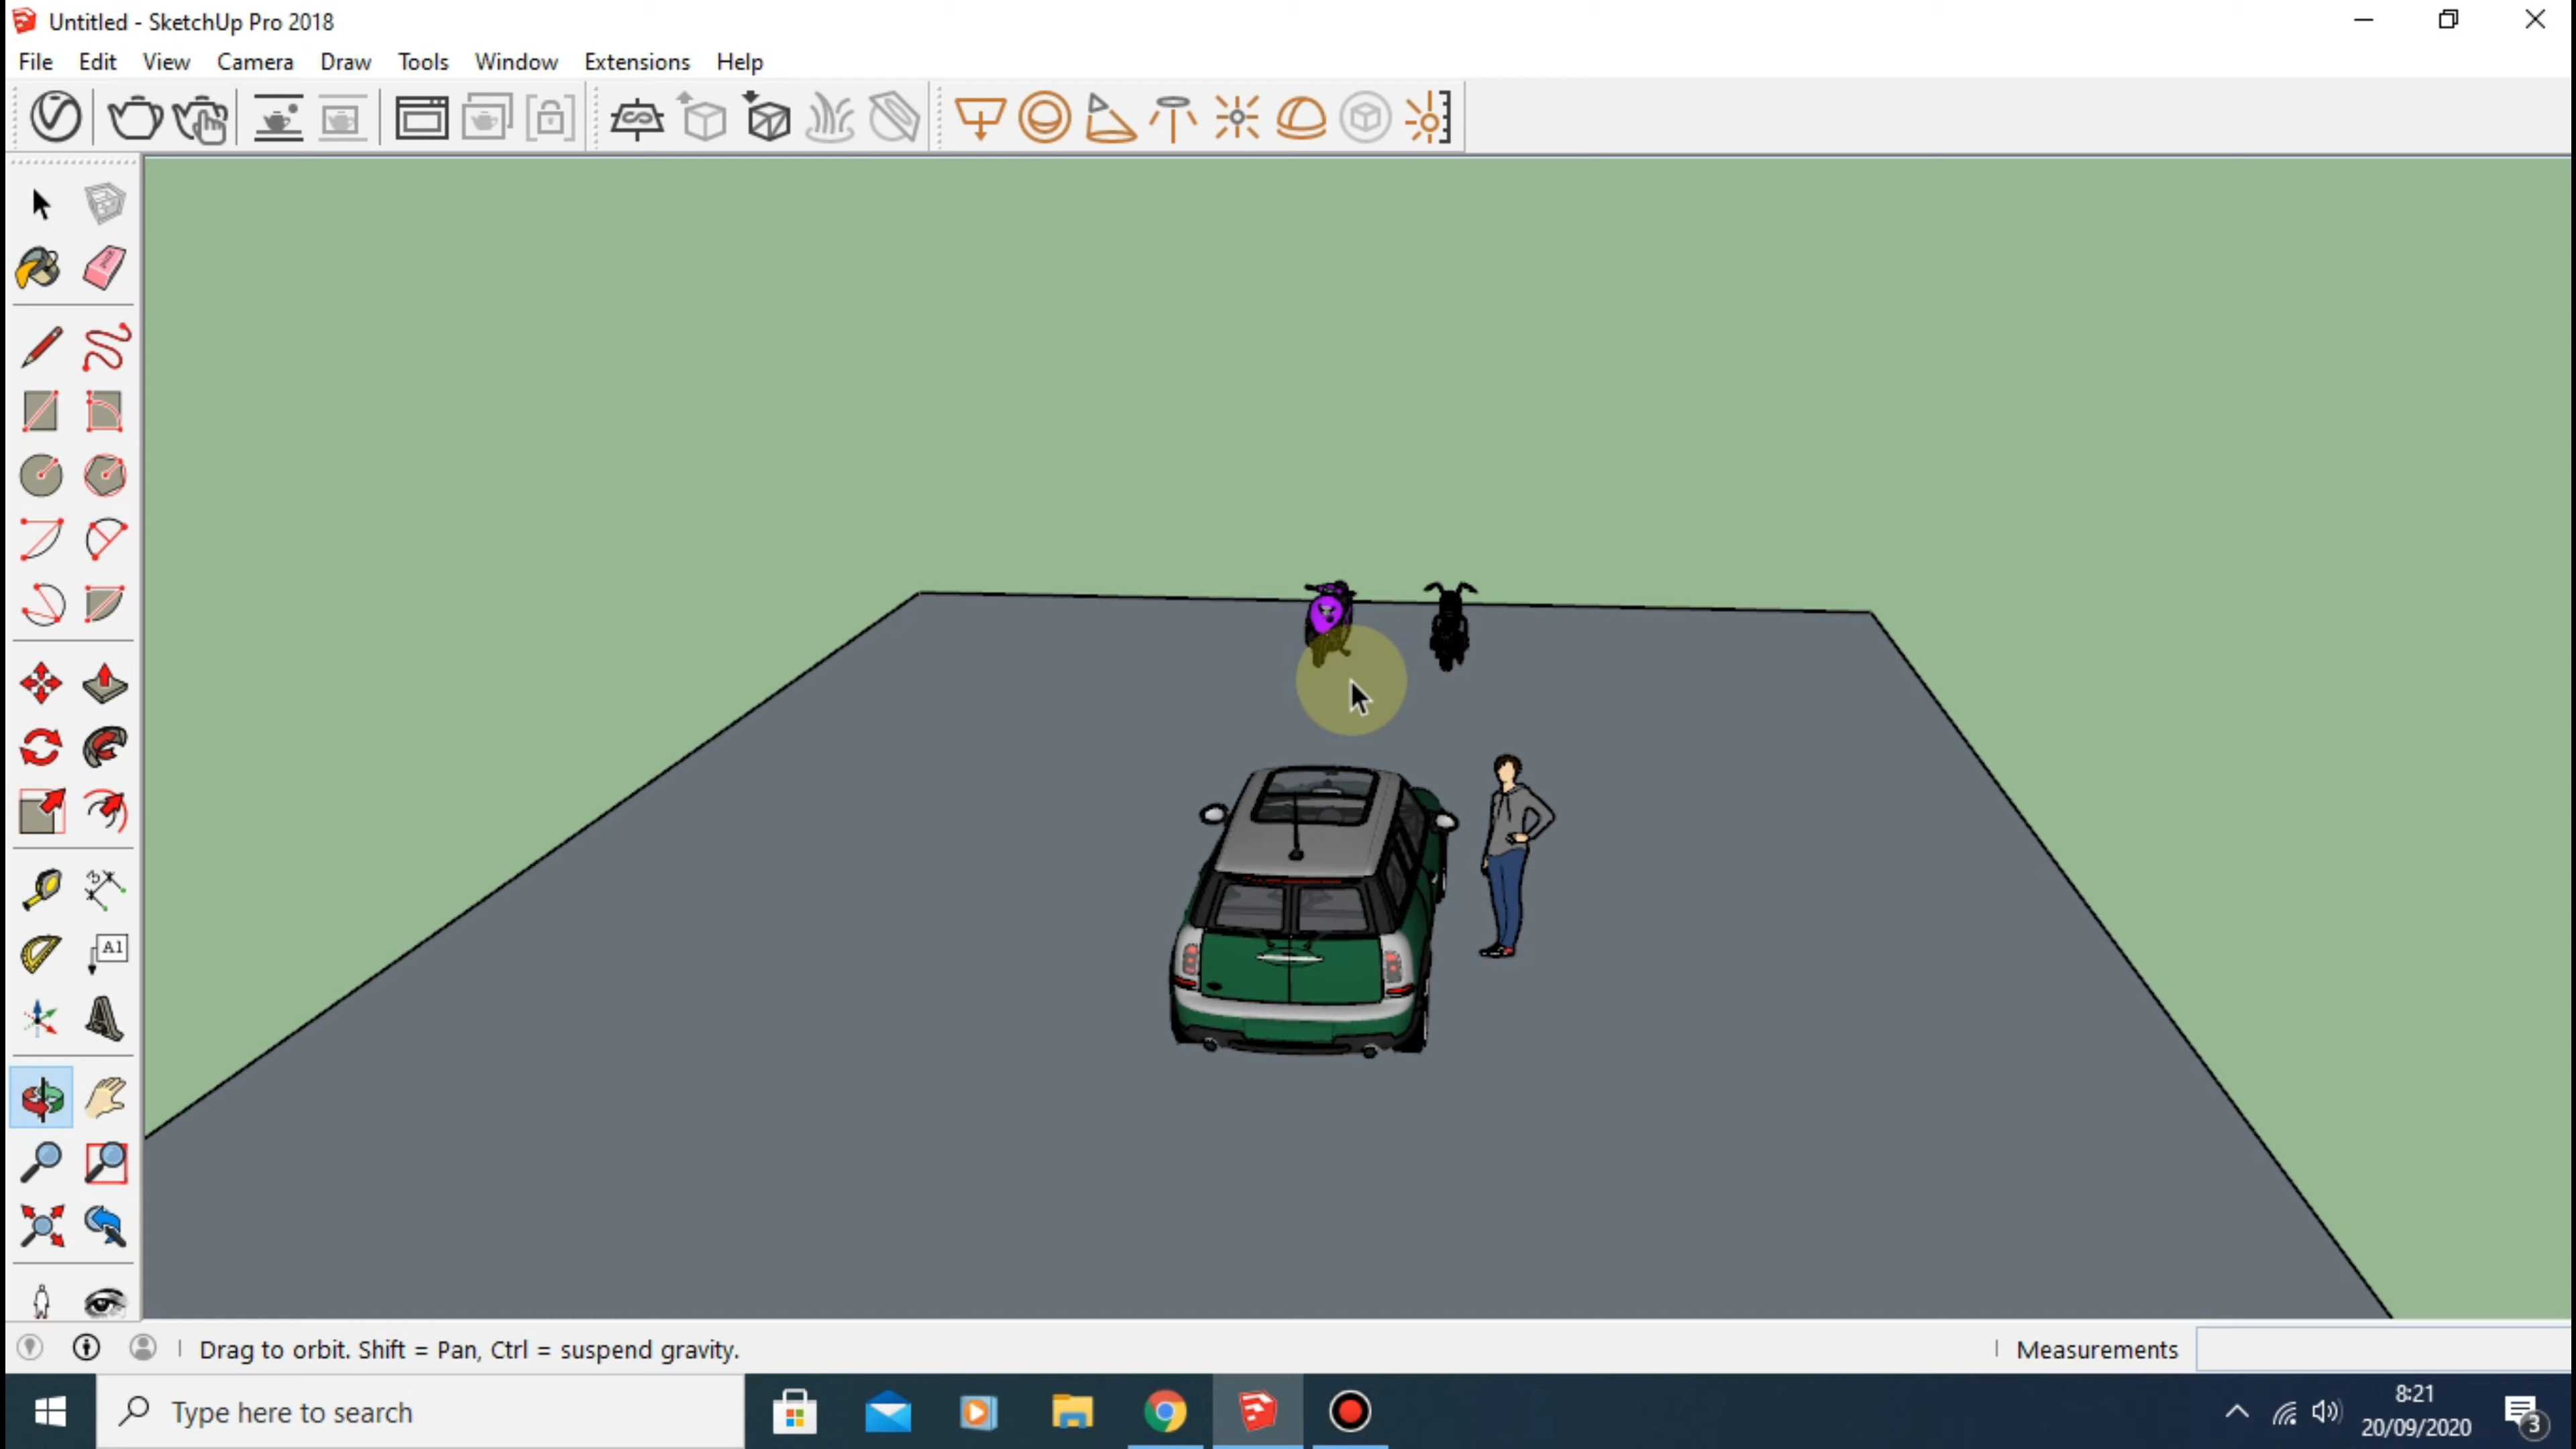 Untitled - SketchUp Pro 2018
File Edit View Camera Draw Tools Window Extensions Help
A1
Drag to orbit. Shift = Pan, Ctrl = suspend gravity.
Measurements
Type here to search
8:21
20/09/2020
3